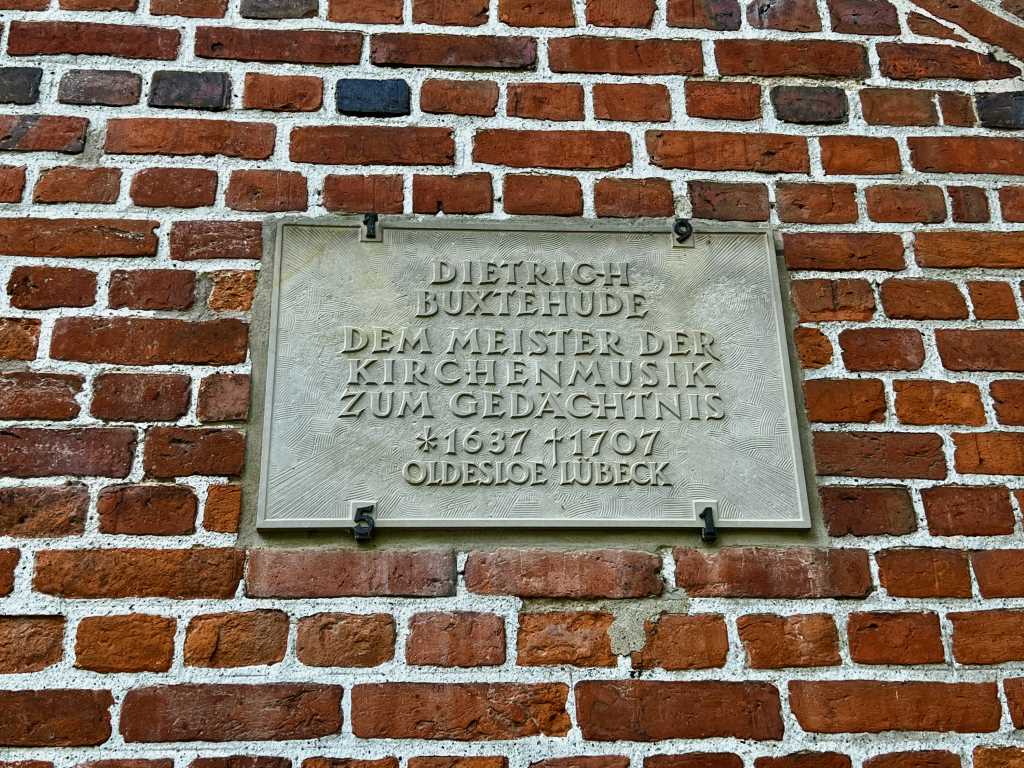 1 9
DIETRICH
BUXTEHUDE
DEM MEISTER DER
KIRCHENMUSIK
ZUM GEDÄCHTNIS
*1637 †1707
OLDESLOE LÜBECK
5 1